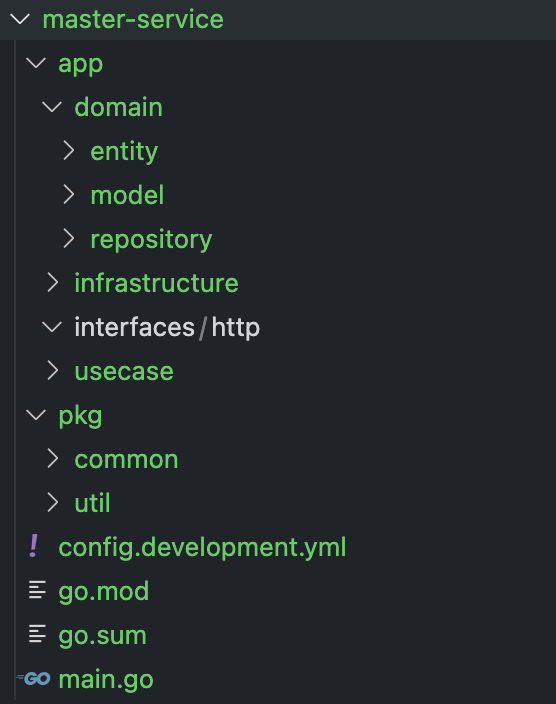 master-service
app
domain
entity
model
repository
infrastructure
interfaces/http
usecase
pkg
common
util
! config.development.yml
go.mod
go.sum
GO main.go